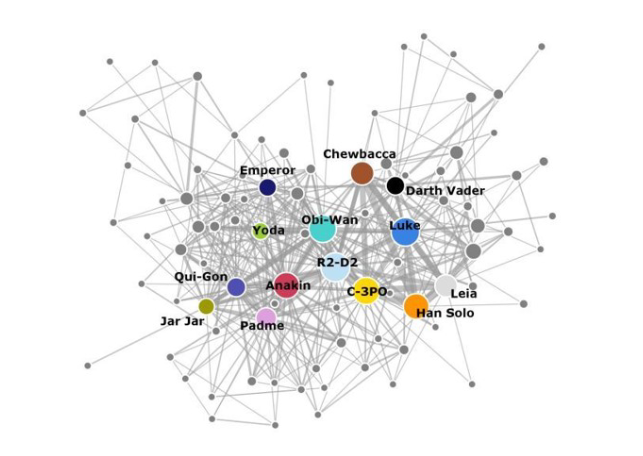 Chewbacca
Emperor
Darth Vader
Obi-Wan
Luke
Yoda
R2-D2
Qui-Gon
Anakin
C-3PO
Leia
Han Solo
Jar Jar
Padme